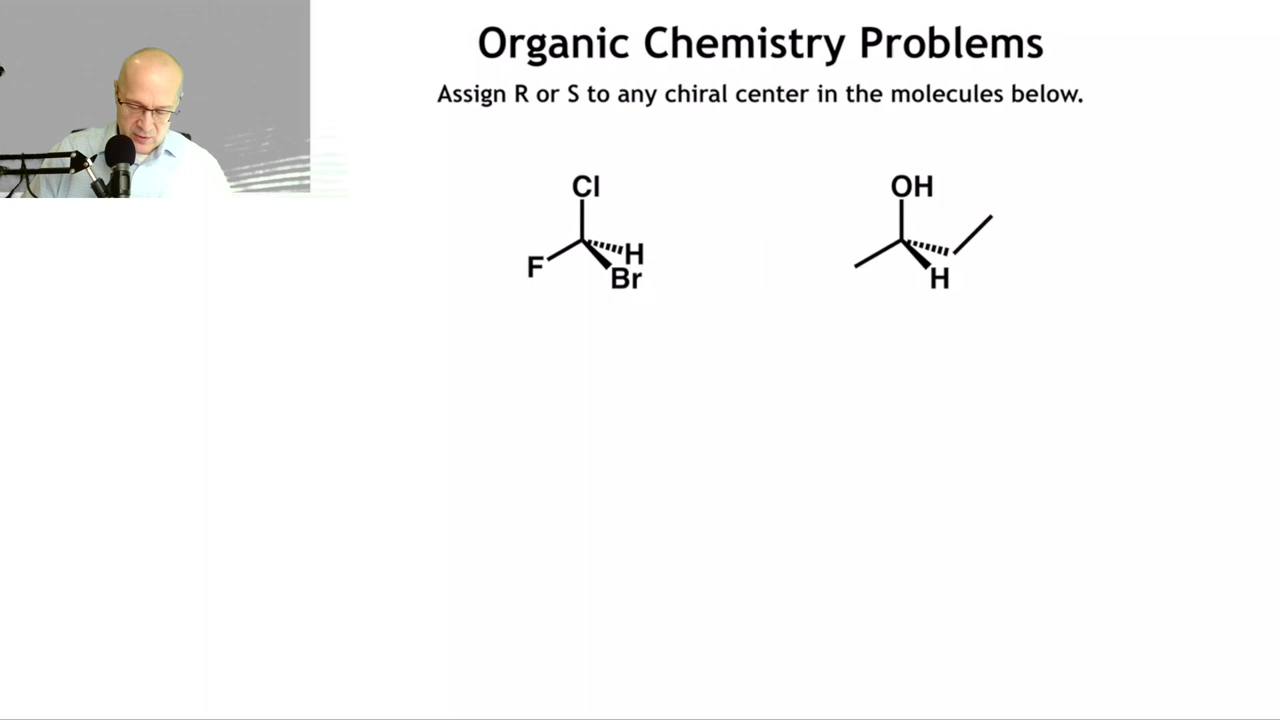 Organic Chemistry Problems
Assign R or S to any chiral center in the molecules below.
Cl
F
H
Br
OH
H